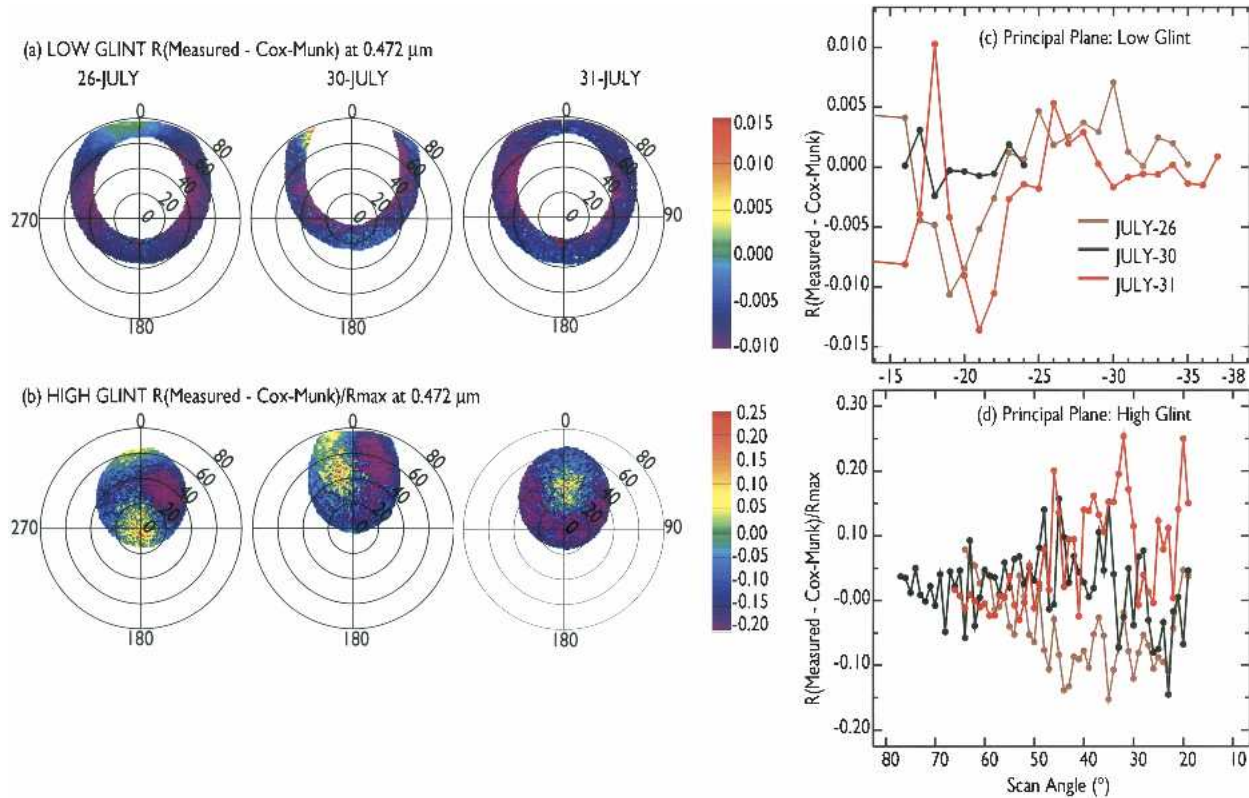 (a) LOW GLINT R(Measured - Cox-Munk) at 0.472 μm
26-JULY 30-JULY 31-JULY
0 0 0
80 80 80
60 60 60
40 40 40
20 20 20
0 0 0
270 90
180 180 180
0.015
0.010
0.005
0.000
-0.005
-0.010
(b) HIGH GLINT R(Measured - Cox-Munk)/Rmax at 0.472 μm
0 0 0
80 80 80
60 60 60
40 40 40
20 20 20
0 0 0
270 90
180 180 180
0.25
0.20
0.15
0.10
0.05
0.00
-0.05
-0.10
-0.15
-0.20
(c) Principal Plane: Low Glint
R(Measured - Cox-Munk)
0.010
0.005
0.000
-0.005
-0.010
-0.015
JULY-26
JULY-30
JULY-31
-15 -20 -25 -30 -35 -38
(d) Principal Plane: High Glint
R(Measured - Cox-Munk)/Rmax
0.30
0.20
0.10
-0.00
-0.10
-0.20
80 70 60 50 40 30 20 10
Scan Angle (°)